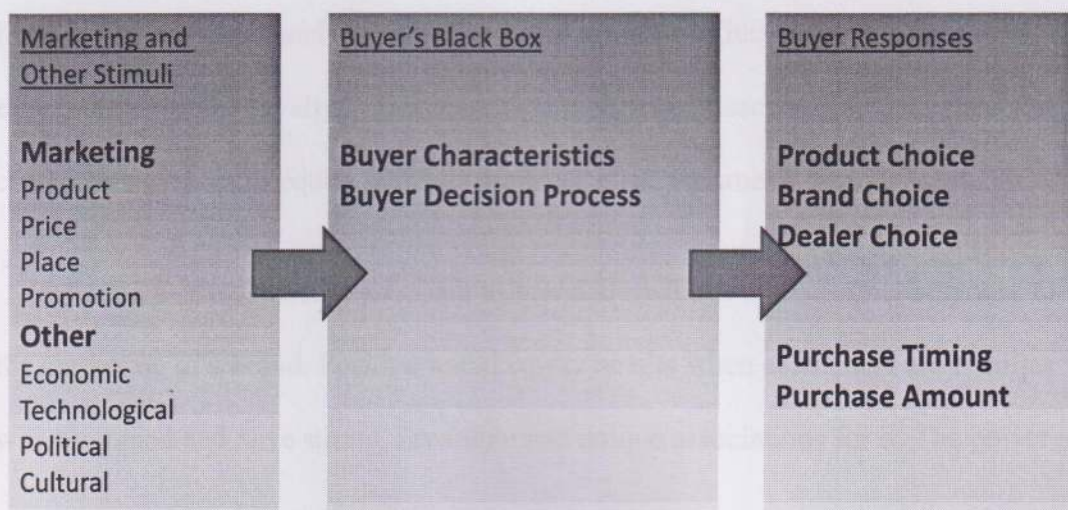 Marketing and
Other Stimuli
Marketing
Product
Price
Place
Promotion
Other
Economic
Technological
Political
Cultural
Buyer's Black Box
Buyer Characteristics
Buyer Decision Process
Buyer Responses
Product Choice
Brand Choice
Dealer Choice
Purchase Timing
Purchase Amount